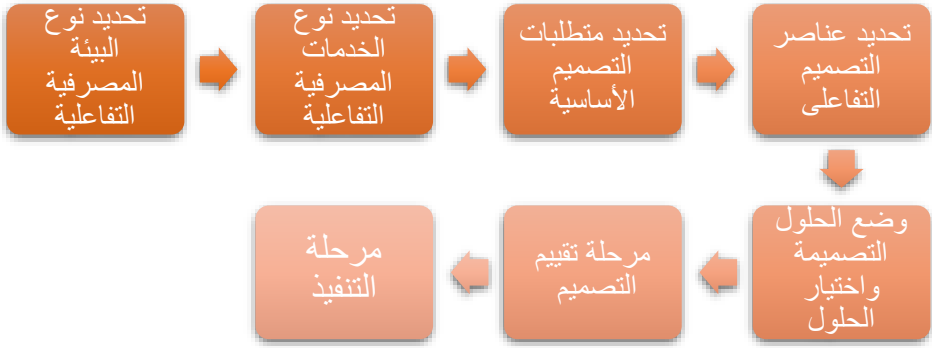 تحديد نوع
البيئة
المصرفية
التفاعلية
تحديد نوع
الخدمات
المصرفية
التفاعلية
تحديد متطلبات
التصميم
الأساسية
تحديد عناصر
التصميم
التفاعلى
وضع الحلول
التصميمة
واختيار
الحلول
مرحلة تقييم
التصميم
مرحلة
التنفيذ